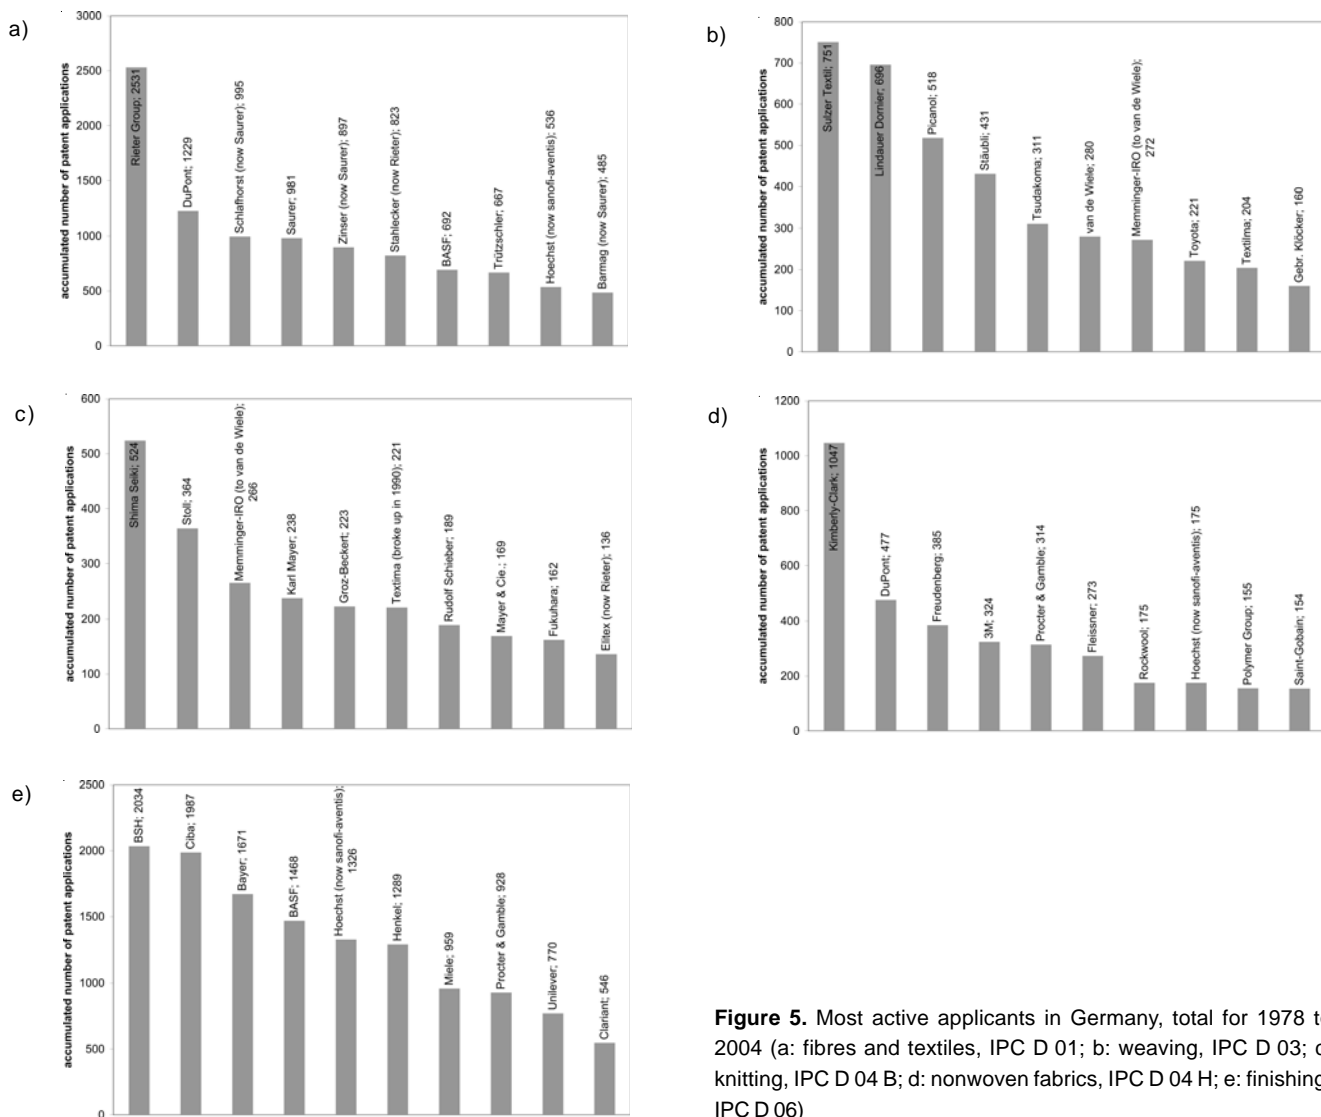 a)
accumulated number of patent applications
3000
2500
2000
1500
1000
500
0
Rieter Group; 2531
DuPont; 1229
Schlafhorst (now Saurer); 995
Saurer; 981
Zinser (now Saurer); 897
Stahlecker (now Rieter); 823
BASF; 692
Trützschler; 667
Hoechst (now sanofi-aventis); 536
Barmag (now Saurer); 485
b)
accumulated number of patent applications
800
700
600
500
400
300
200
100
0
Sulzer Textil; 751
Lindauer Dornier; 696
Picanol; 518
Stäubli; 431
Tsudakoma; 311
van de Wiele; 280
Memminger-IRO (to van de Wiele);
272
Toyota; 221
Textilma; 204
Gebr. Klöcker; 160
c)
accumulated number of patent applications
600
500
400
300
200
100
0
Shima Seiki; 524
Stoll; 364
Memminger-IRO (to van de Wiele);
266
Karl Mayer; 238
Groz-Beckert; 223
Textima (broke up in 1990); 221
Rudolf Schieber; 189
Mayer & Cie.; 169
Fukuhara; 162
Elitex (now Rieter); 136
d)
accumulated number of patent applications
1200
1000
800
600
400
200
0
Kimberly-Clark; 1047
DuPont; 477
Freudenberg; 385
3M; 324
Procter & Gamble; 314
Fleissner; 273
Rockwool; 175
Hoechst (now sanofi-aventis); 175
Polymer Group; 155
Saint-Gobain; 154
e)
accumulated number of patent applications
2500
2000
1500
1000
500
0
BSH; 2034
Ciba; 1987
Bayer; 1671
BASF; 1468
Hoechst (now sanofi-aventis);
1326
Henkel; 1289
Miele; 959
Procter & Gamble; 928
Unilever; 770
Clariant; 546
Figure 5. Most active applicants in Germany, total for 1978 t
2004 (a: fibres and textiles, IPC D 01; b: weaving, IPC D 03; c
knitting, IPC D 04 B; d: nonwoven fabrics, IPC D 04 H; e: finishing
IPC D 06)